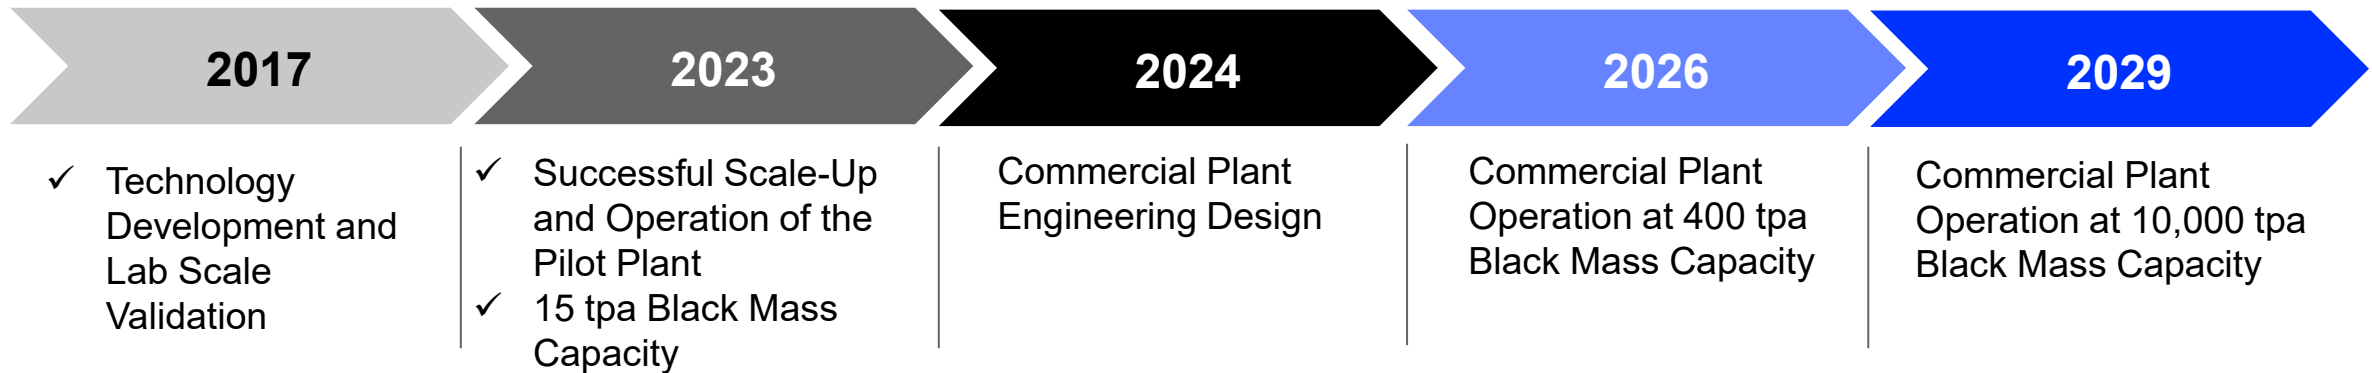 2017
✓ Technology
Development and
Lab Scale
Validation
2023
✓ Successful Scale-Up
and Operation of the
Pilot Plant
✓ 15 tpa Black Mass
Capacity
2024
Commercial Plant
Engineering Design
2026
Commercial Plant
Operation at 400 tpa
Black Mass Capacity
2029
Commercial Plant
Operation at 10,000 tpa
Black Mass Capacity